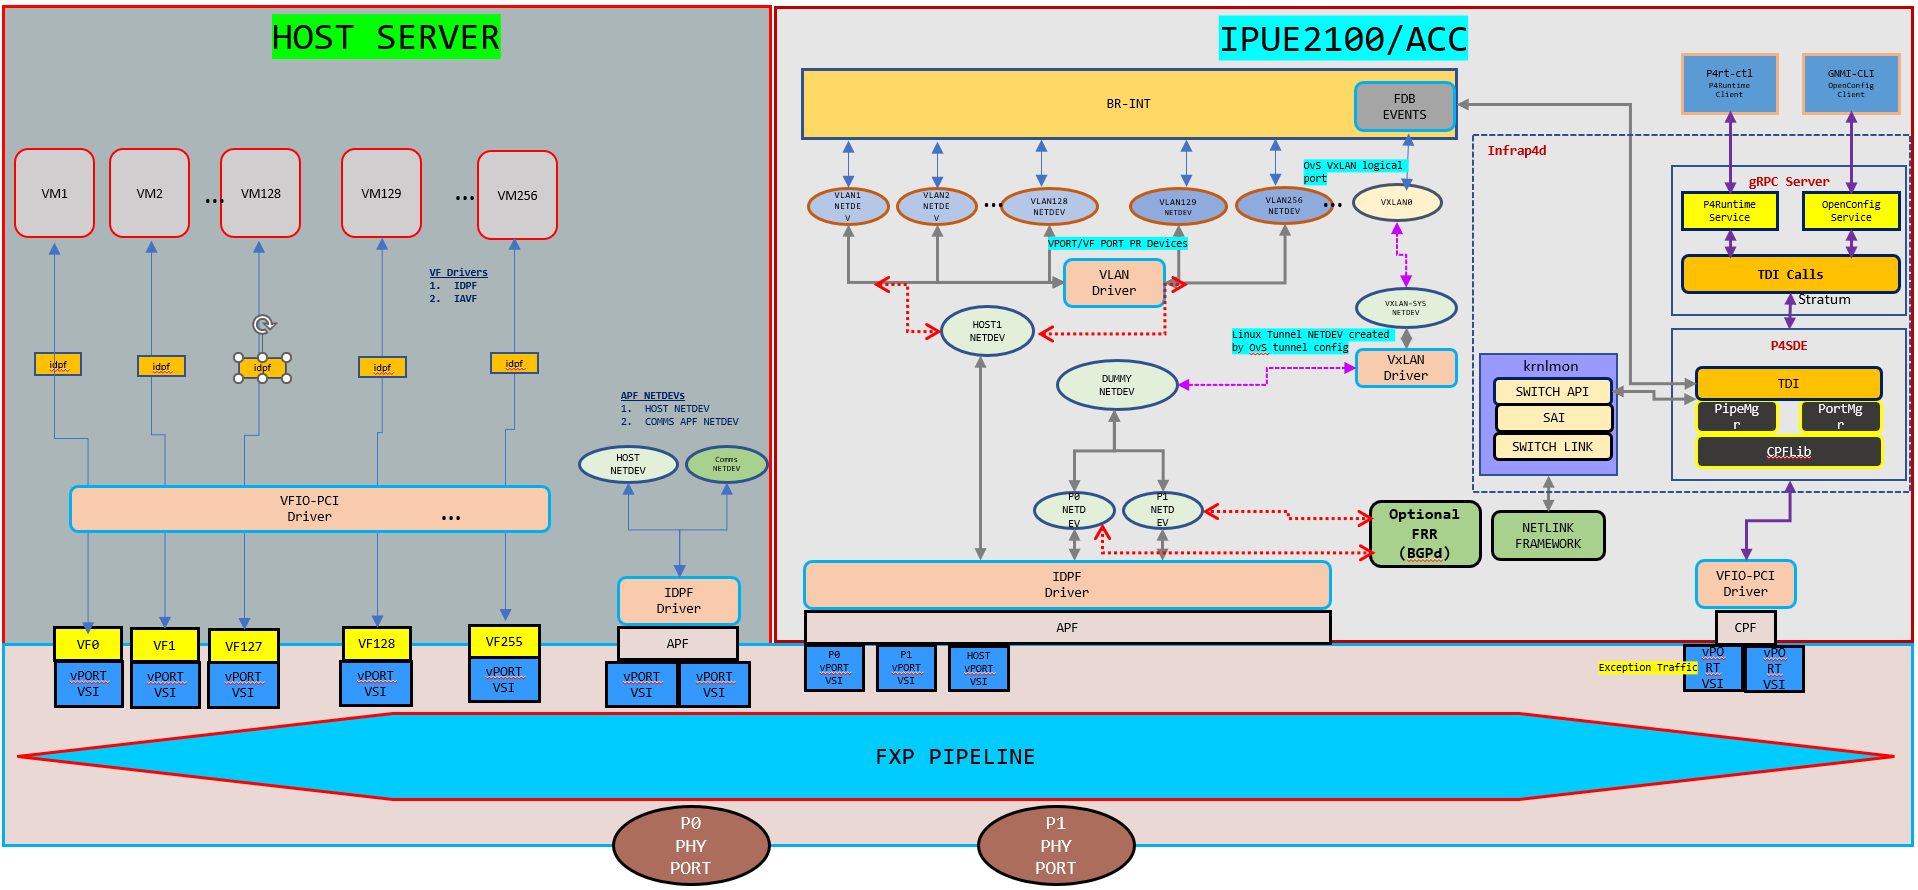 HOST SERVER
IPUE2100/ACC
P4rt-ctl
P4Runtime
Client
GNMI-CLI
OpenConfig
Client
BR-INT
FDB
EVENTS
Infrap4d
VM1
VM2
...
VM128
VM129
...
VM256
OvS VxLAN logical
port
VLAN1
NETDE
V
VLAN2
NETDE
V
...
VLAN128
NETDEV
VLAN129
NETDEV
VLAN256
NETDEV
...
VXLAN0
gRPC Server
P4Runtime
Service
OpenConfig
Service
VPORT/VF PORT PR Devices
VF Drivers
1. IDPF
2. IAVF
VLAN
Driver
TDI Calls
Stratum
VXLAN-SYS
NETDEV
HOST1
NETDEV
Linux Tunnel NETDEV created
by OvS tunnel config
P4SDE
idpf
idpf
idpf
idpf
idpf
VxLAN
Driver
krnlmon
DUMMY
NETDEV
SWITCH API
SAI
SWITCH LINK
TDI
PipeMg
r
PortMg
r
CPFLib
APF NETDEVs
1. HOST NETDEV
2. COMMS APF NETDEV
HOST
NETDEV
Comms
NETDEV
VFIO-PCI
Driver
...
P0
NETD
EV
P1
NETD
EV
Optional
FRR
(BGPd)
NETLINK
FRAMEWORK
IDPF
Driver
IDPF
Driver
VFIO-PCI
Driver
VF0
VF1
VF127
VF128
VF255
APF
APF
CPF
vPORT
VSI
vPORT
VSI
vPORT
VSI
vPORT
VSI
vPORT
VSI
vPORT
VSI
vPORT
VSI
P0
vPORT
VSI
P1
vPORT
VSI
HOST
vPORT
VSI
Exception Traffic
vPO
RT
VSI
vPO
RT
VSI
FXP PIPELINE
P0
PHY
PORT
P1
PHY
PORT